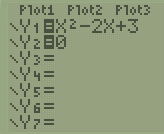 Plot1 Plot2 Plot3
\Y₁=X²-2X+3
\Y₂=0
\Y₃=
\Y₄=
\Y₅=
\Y₆=
\Y₇=